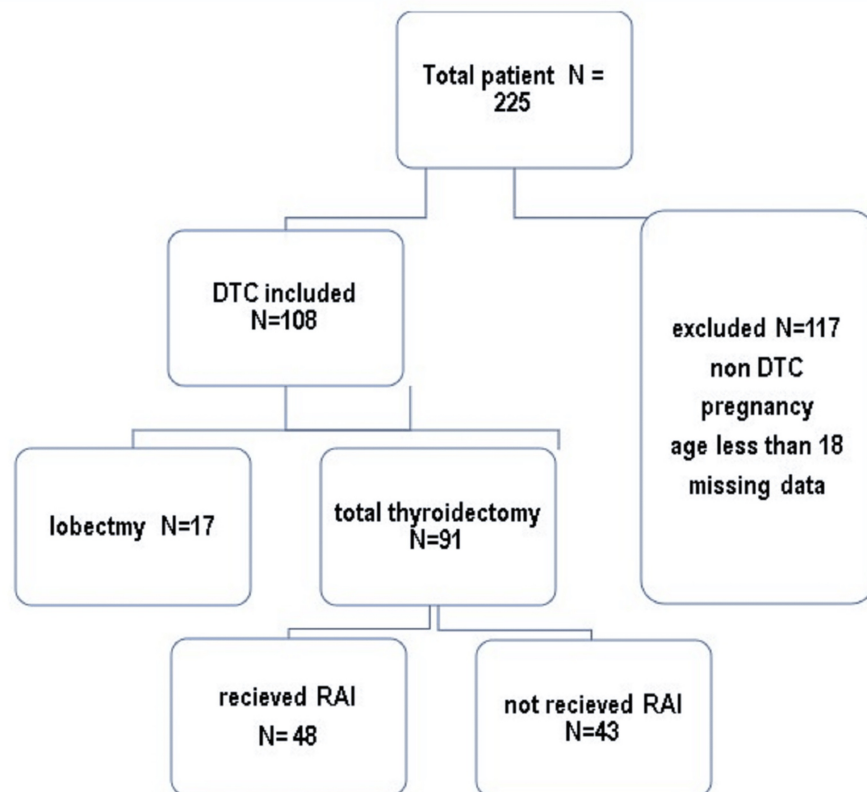 Total patient N =
225
DTC included
N=108
excluded N=117
non DTC
pregnancy
age less than 18
missing data
lobectmy N=17
total thyroidectomy
N=91
recieved RAI
N= 48
not recieved RAI
N=43